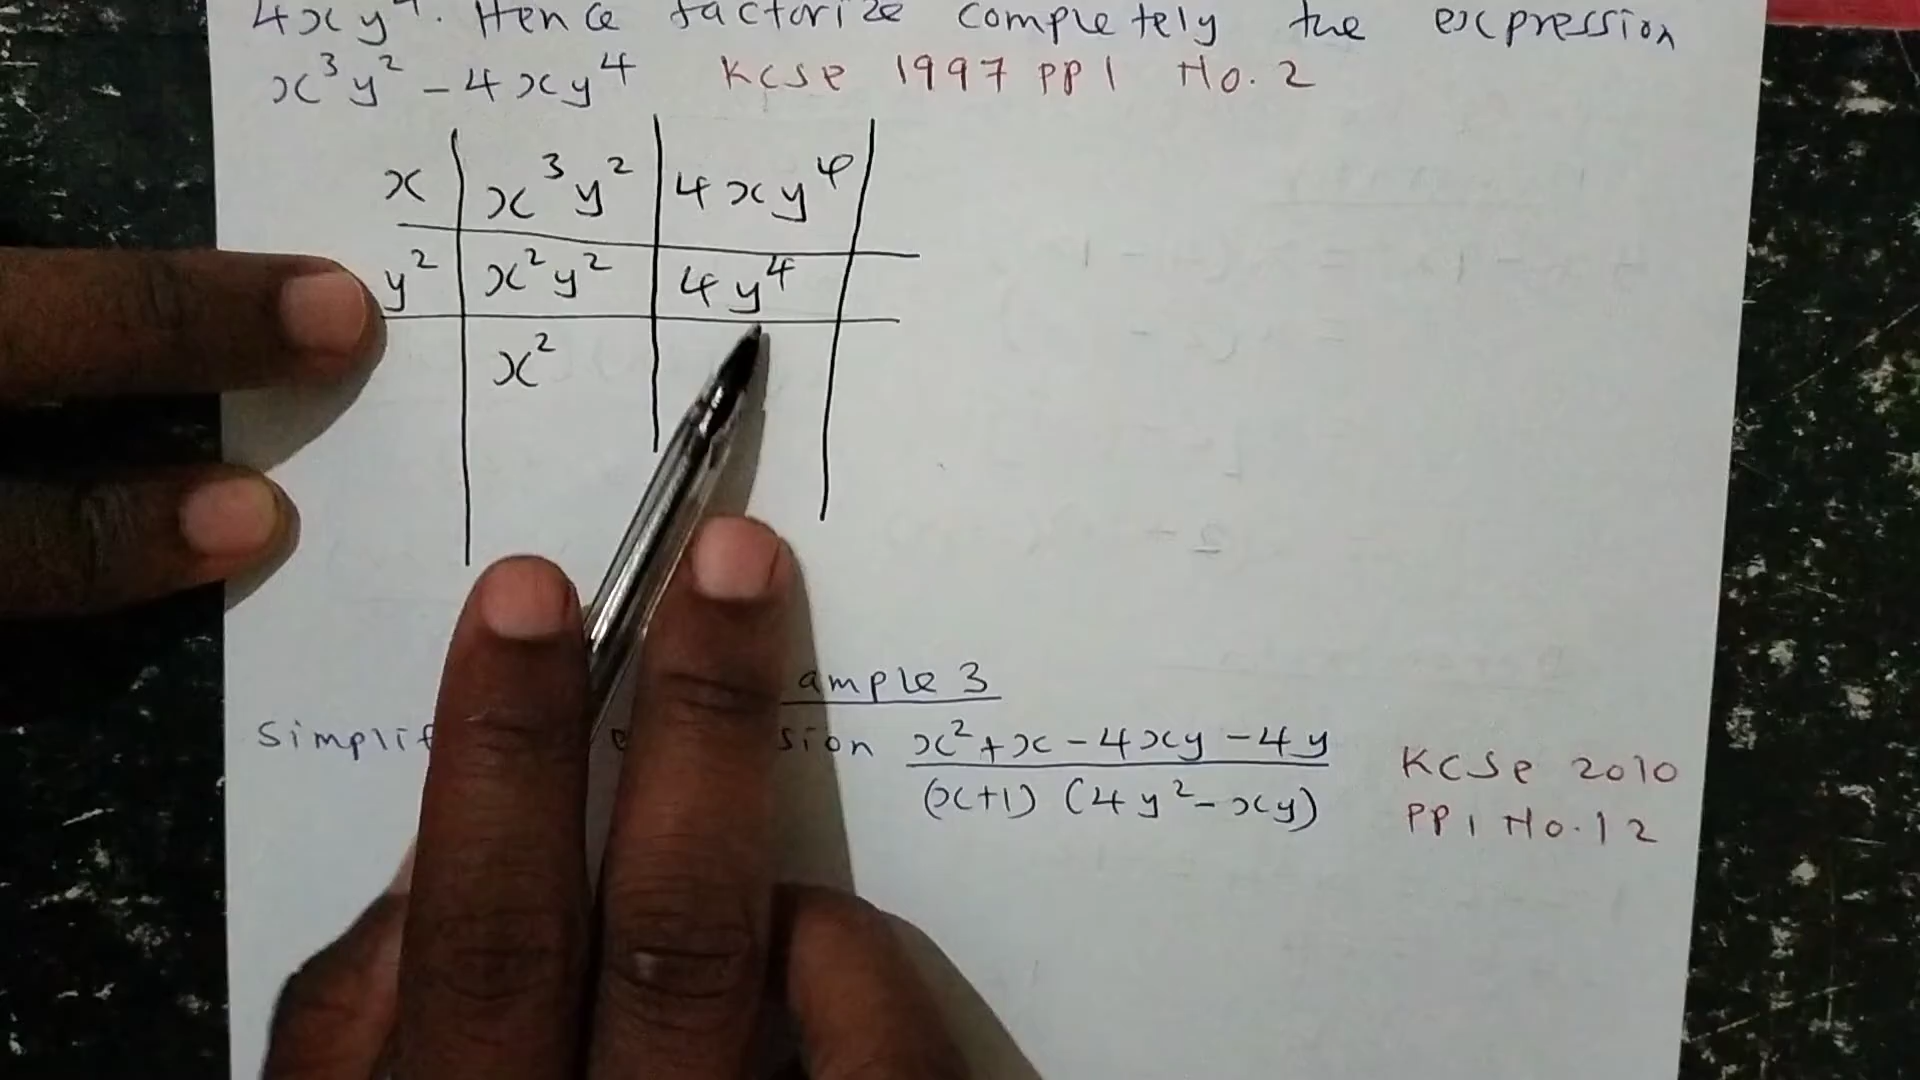 4xy⁴. Hence factorize completely the expression
x³y² - 4xy⁴ KCSE 1997 PP1 No. 2
x | x³y² | 4xy⁴
y² | x²y² | 4y⁴
x²
ample 3
Simplif sion x²+x-4xy-4y
(x+1) (4y²-xy)
KCSE 2010
PP1 No. 12